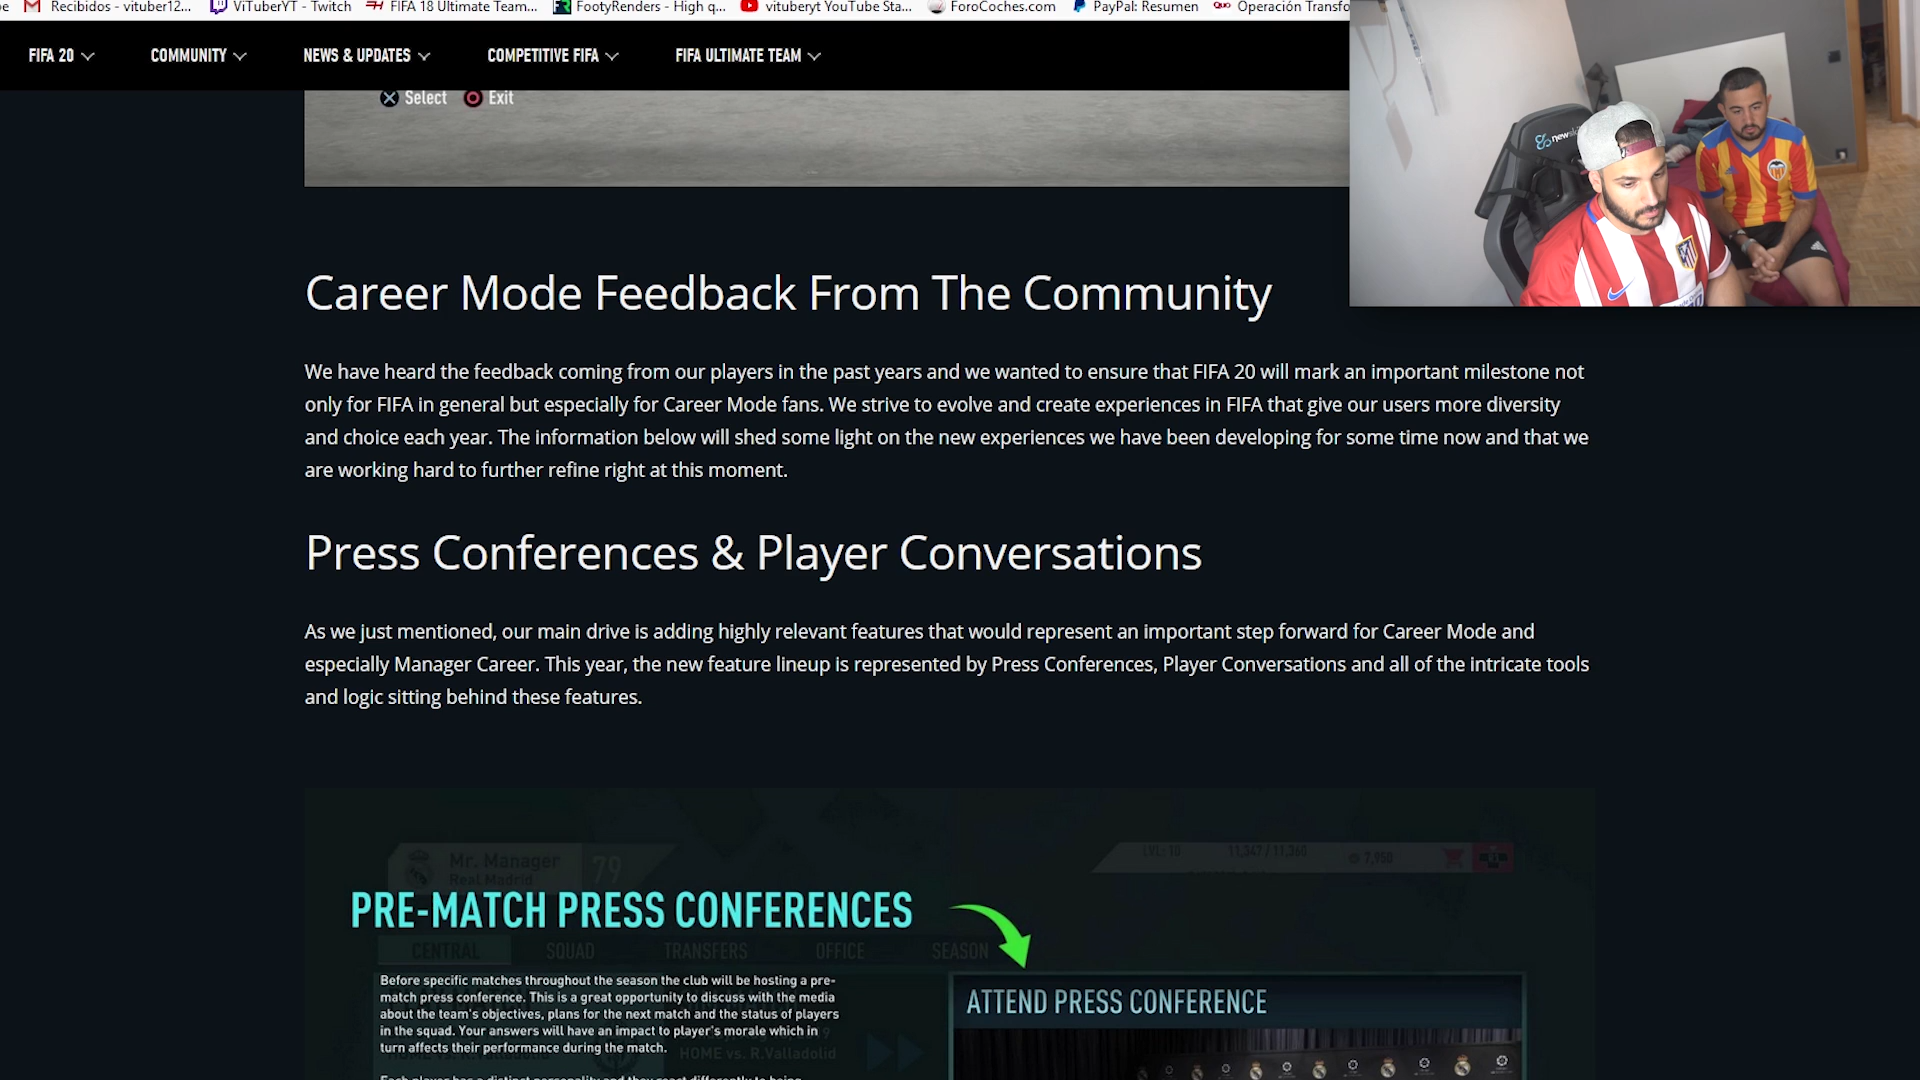 Recibidos - vituber12...
ViTuberYT - Twitch
FIFA 18 Ultimate Team...
FootyRenders - High q...
vituberyt YouTube Sta...
ForoCoches.com
PayPal: Resumen
Operación Transfo
FIFA 20
COMMUNITY
NEWS & UPDATES
COMPETITIVE FIFA
FIFA ULTIMATE TEAM
Select
Exit
Career Mode Feedback From The Community
We have heard the feedback coming from our players in the past years and we wanted to ensure that FIFA 20 will mark an important milestone not
only for FIFA in general but especially for Career Mode fans. We strive to evolve and create experiences in FIFA that give our users more diversity
and choice each year. The information below will shed some light on the new experiences we have been developing for some time now and that we
are working hard to further refine right at this moment.
Press Conferences & Player Conversations
As we just mentioned, our main drive is adding highly relevant features that would represent an important step forward for Career Mode and
especially Manager Career. This year, the new feature lineup is represented by Press Conferences, Player Conversations and all of the intricate tools
and logic sitting behind these features.
Mr. Manager
79
Real Madrid
LVL: 10
11,347 / 11,360
7,950
PRE-MATCH PRESS CONFERENCES
CENTRAL
SQUAD
TRANSFERS
OFFICE
SEASON
Before specific matches throughout the season the club will be hosting a pre-
match press conference. This is a great opportunity to discuss with the media
about the team's objectives, plans for the next match and the status of players
in the squad. Your answers will have an impact to player's morale which in
turn affects their performance during the match.
HOME vs. R.Valladolid
ATTEND PRESS CONFERENCE